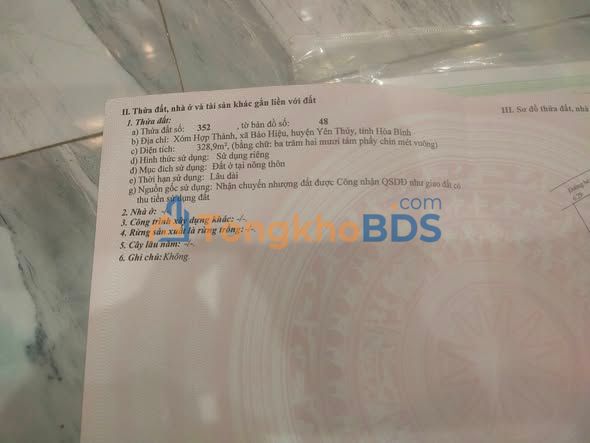 II. Thửa đất, nhà ở và tài sản khác gắn liền với đất
1. Thửa đất:
a) Thửa đất số: 352 , tờ bản đồ số: 48
b) Địa chỉ: Xóm Hợp Thành, xã Bảo Hiệu, huyện Yên Thủy, tỉnh Hòa Bình
c) Diện tích: 328,9m², (bằng chữ: ba trăm hai mươi tám phẩy chín mét vuông)
d) Hình thức sử dụng: Sử dụng riêng
đ) Mục đích sử dụng: Đất ở tại nông thôn
e) Thời hạn sử dụng: Lâu dài
g) Nguồn gốc sử dụng: Nhận chuyển nhượng đất được Công nhận QSDĐ như giao đất có
thu tiền sử dụng đất
2. Nhà ở: -/-.
3. Công trình xây dựng khác: -/-.
4. Rừng sản xuất là rừng trồng: -/-.
5. Cây lâu năm: -/-.
6. Ghi chú: Không.
III. Sơ đồ thửa đất, nhà
TổngkhoBDS
.com